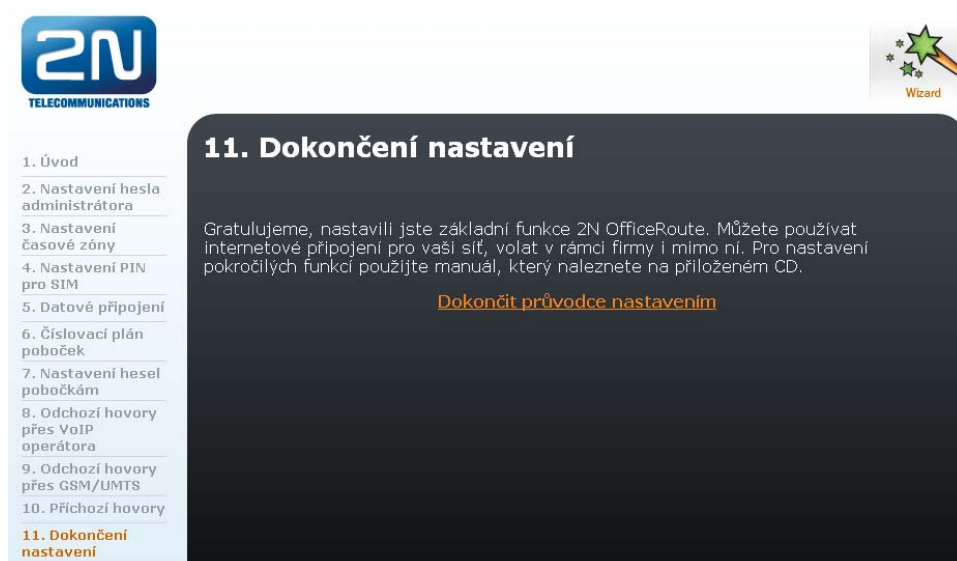 2N
TELECOMMUNICATIONS
Wizard
1. Úvod
2. Nastavení hesla
administrátora
3. Nastavení
časové zóny
4. Nastavení PIN
pro SIM
5. Datové připojení
6. Číslovací plán
poboček
7. Nastavení hesel
pobočkám
8. Odchozí hovory
přes VoIP
operátora
9. Odchozí hovory
přes GSM/UMTS
10. Příchozí hovory
11. Dokončení
nastavení
11. Dokončení nastavení
Gratulujeme, nastavili jste základní funkce 2N OfficeRoute. Můžete používat
internetové připojení pro vaši síť, volat v rámci firmy i mimo ní. Pro nastavení
pokročilých funkcí použijte manuál, který naleznete na přiloženém CD.
Dokončit průvodce nastavením